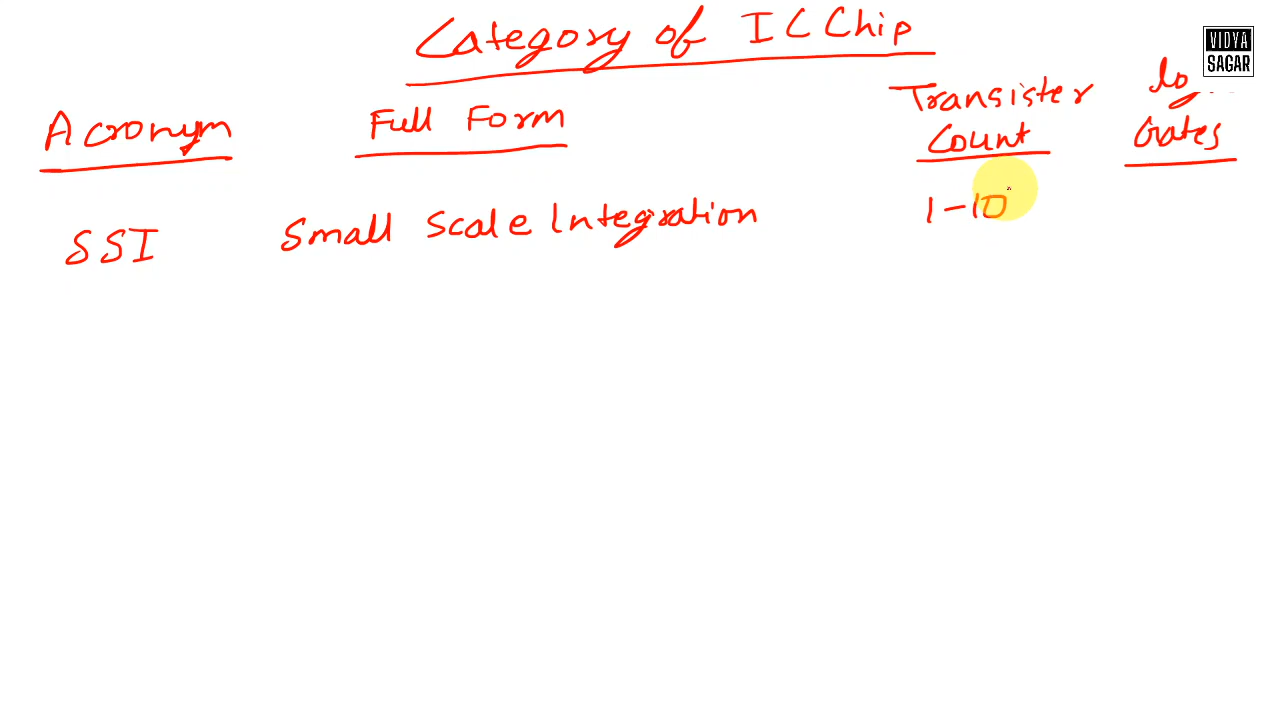 Category of IC Chip
VIDYA
SAGAR
Acronym Full Form Transister
Count Gates
SSI Small Scale Integration 1-10